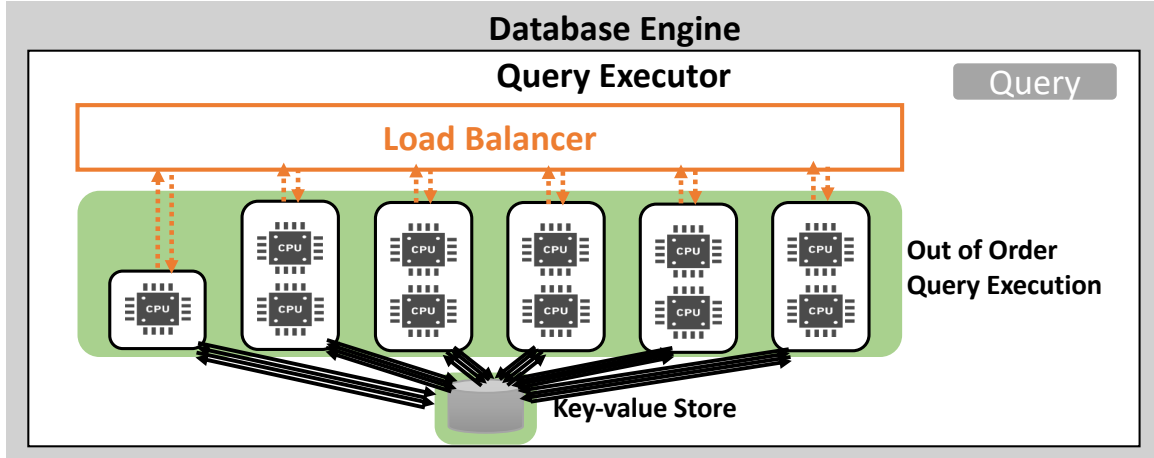 Database Engine
Query Executor
Query
Load Balancer
CPU CPU CPU CPU CPU
Out of Order
Query Execution
CPU CPU CPU CPU CPU CPU
Key-value Store